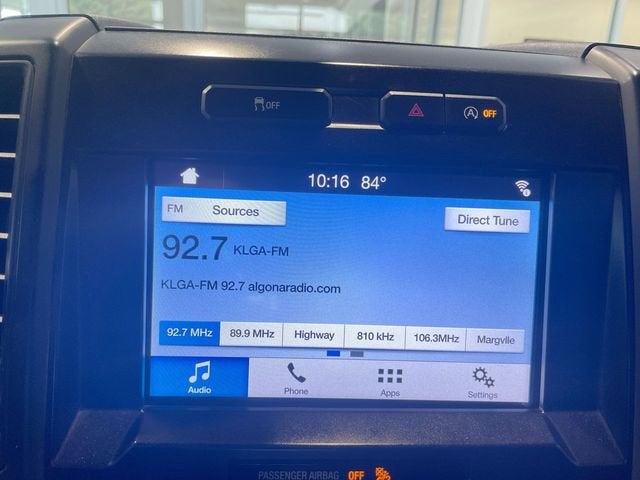 OFF
A OFF
10:16 84°
FM Sources
Direct Tune
92.7 KLGA-FM
KLGA-FM 92.7 algonaradio.com
92.7 MHz 89.9 MHz Highway 810 kHz 106.3MHz Margvlle
Audio Phone Apps Settings
PASSENGER AIRBAG OFF